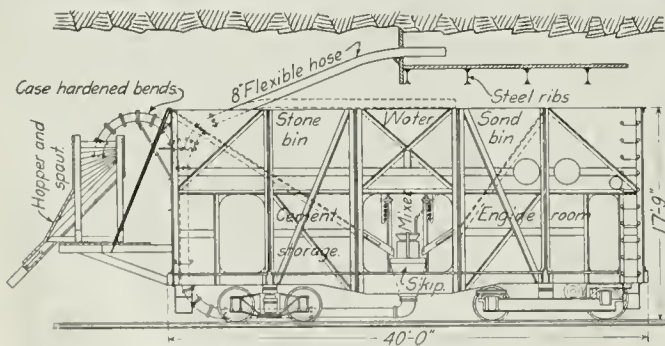 8" Flexible hose
Case hardened bends
Steel ribs
Stone bin
Water
Sand bin
Hopper and spout
Cement storage.
Mixer
Engine room
Skip.
17'-9"
40'-0"